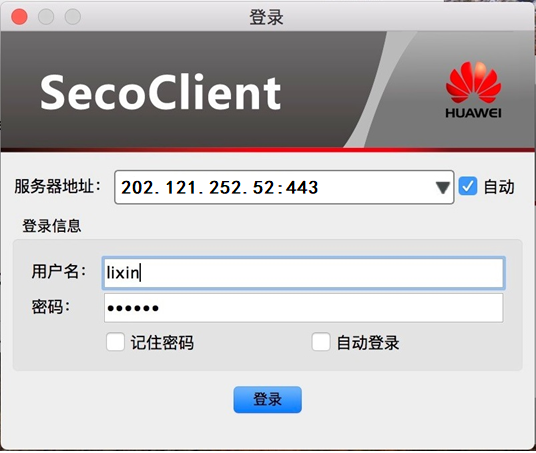 登录
SecoClient
HUAWEI
服务器地址： 202.121.252.52:443 自动
登录信息
用户名： lixin
密码： ••••••
记住密码 自动登录
登录